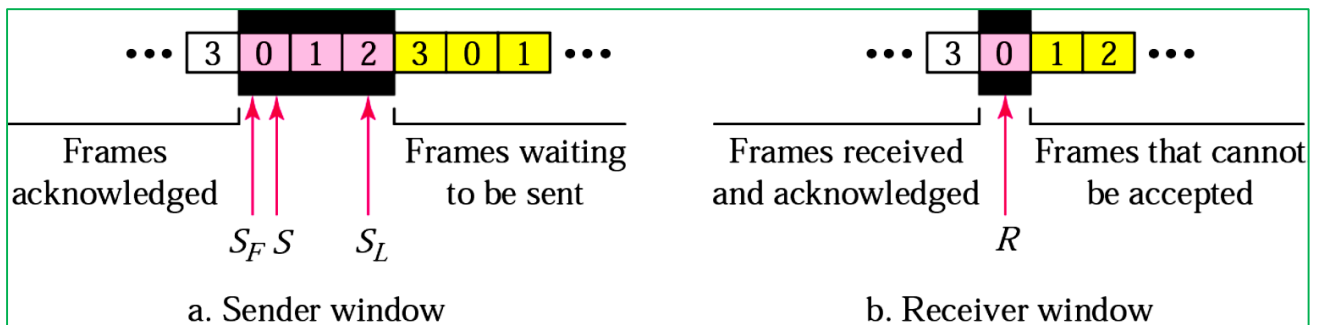 ••• 3 0 1 2 3 0 1 •••
Frames
acknowledged
Frames waiting
to be sent
S_F S S_L
a. Sender window
••• 3 0 1 2 •••
Frames received
and acknowledged
Frames that cannot
be accepted
R
b. Receiver window